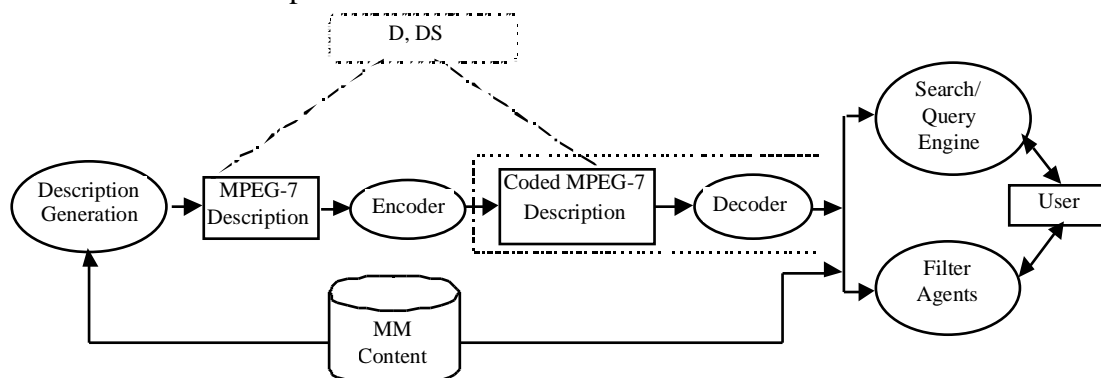 D, DS
Search/
Query
Engine
Description
Generation
MPEG-7
Description
Encoder
Coded MPEG-7
Description
Decoder
User
Filter
Agents
MM
Content